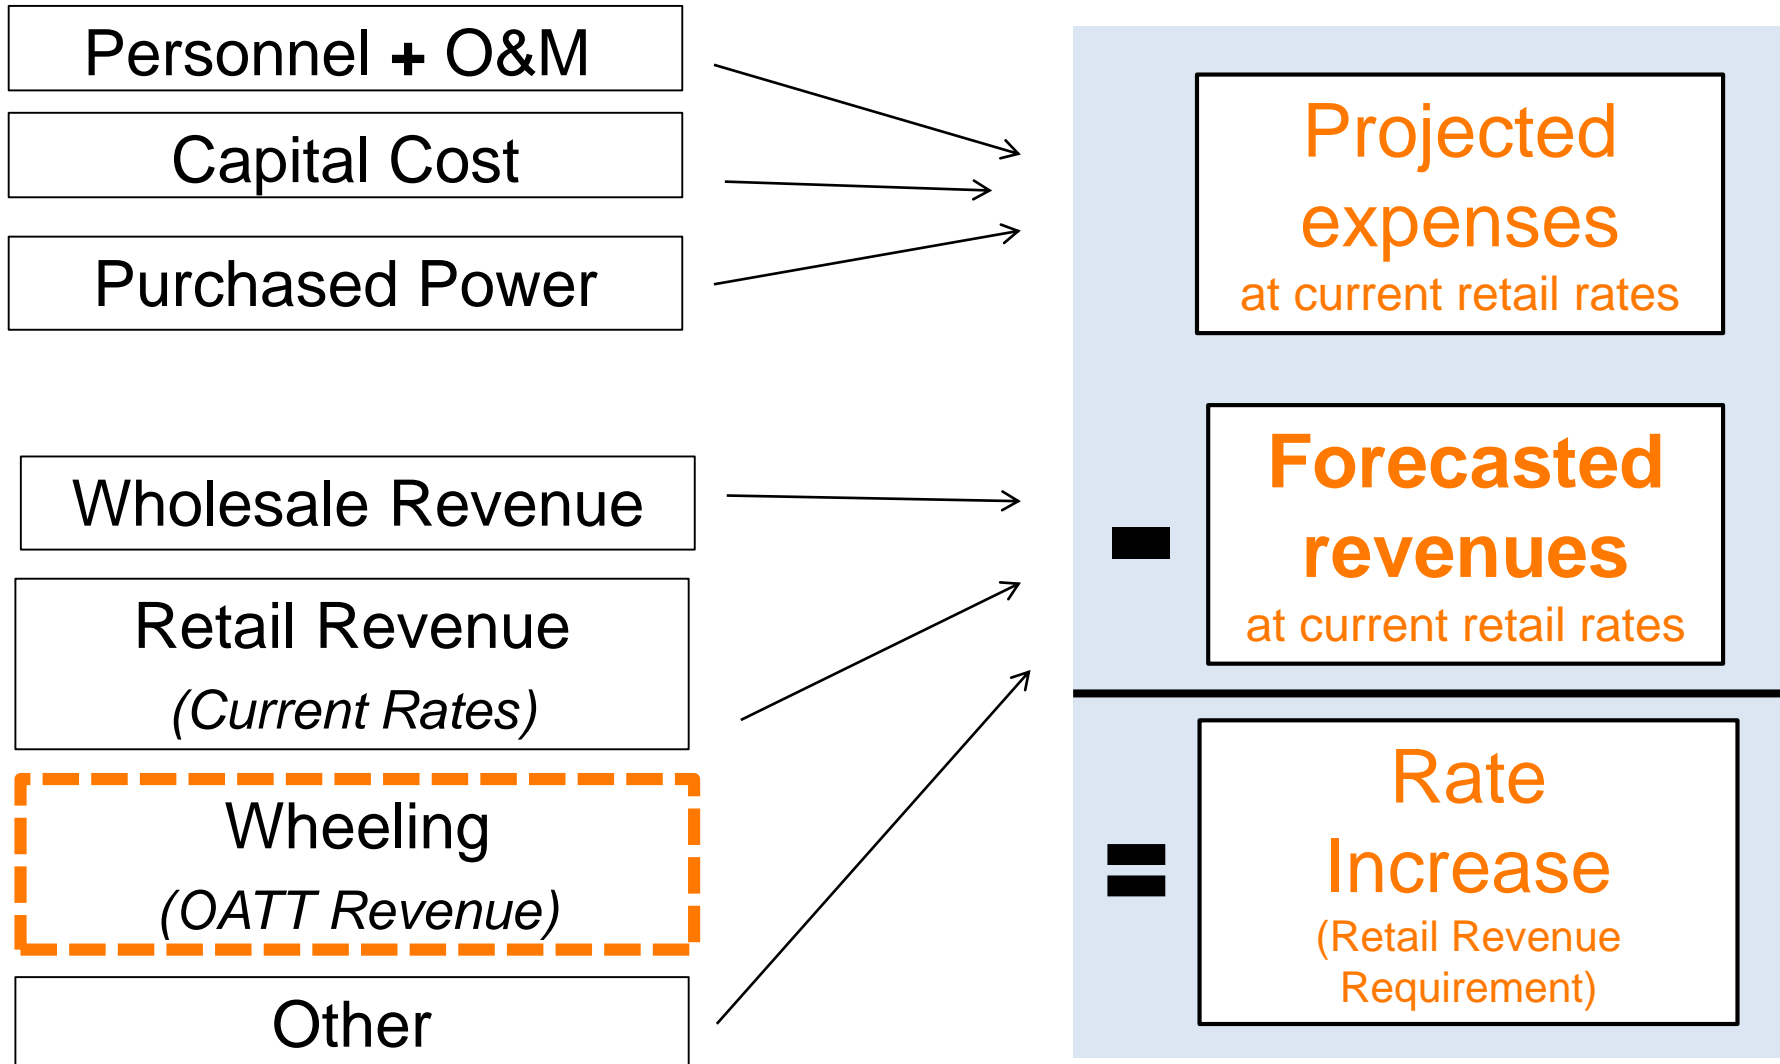 Personnel + O&M
Capital Cost
Purchased Power
Wholesale Revenue
Retail Revenue
(Current Rates)
Wheeling
(OATT Revenue)
Other
Projected
expenses
at current retail rates
-
Forecasted
revenues
at current retail rates
=
Rate
Increase
(Retail Revenue
Requirement)